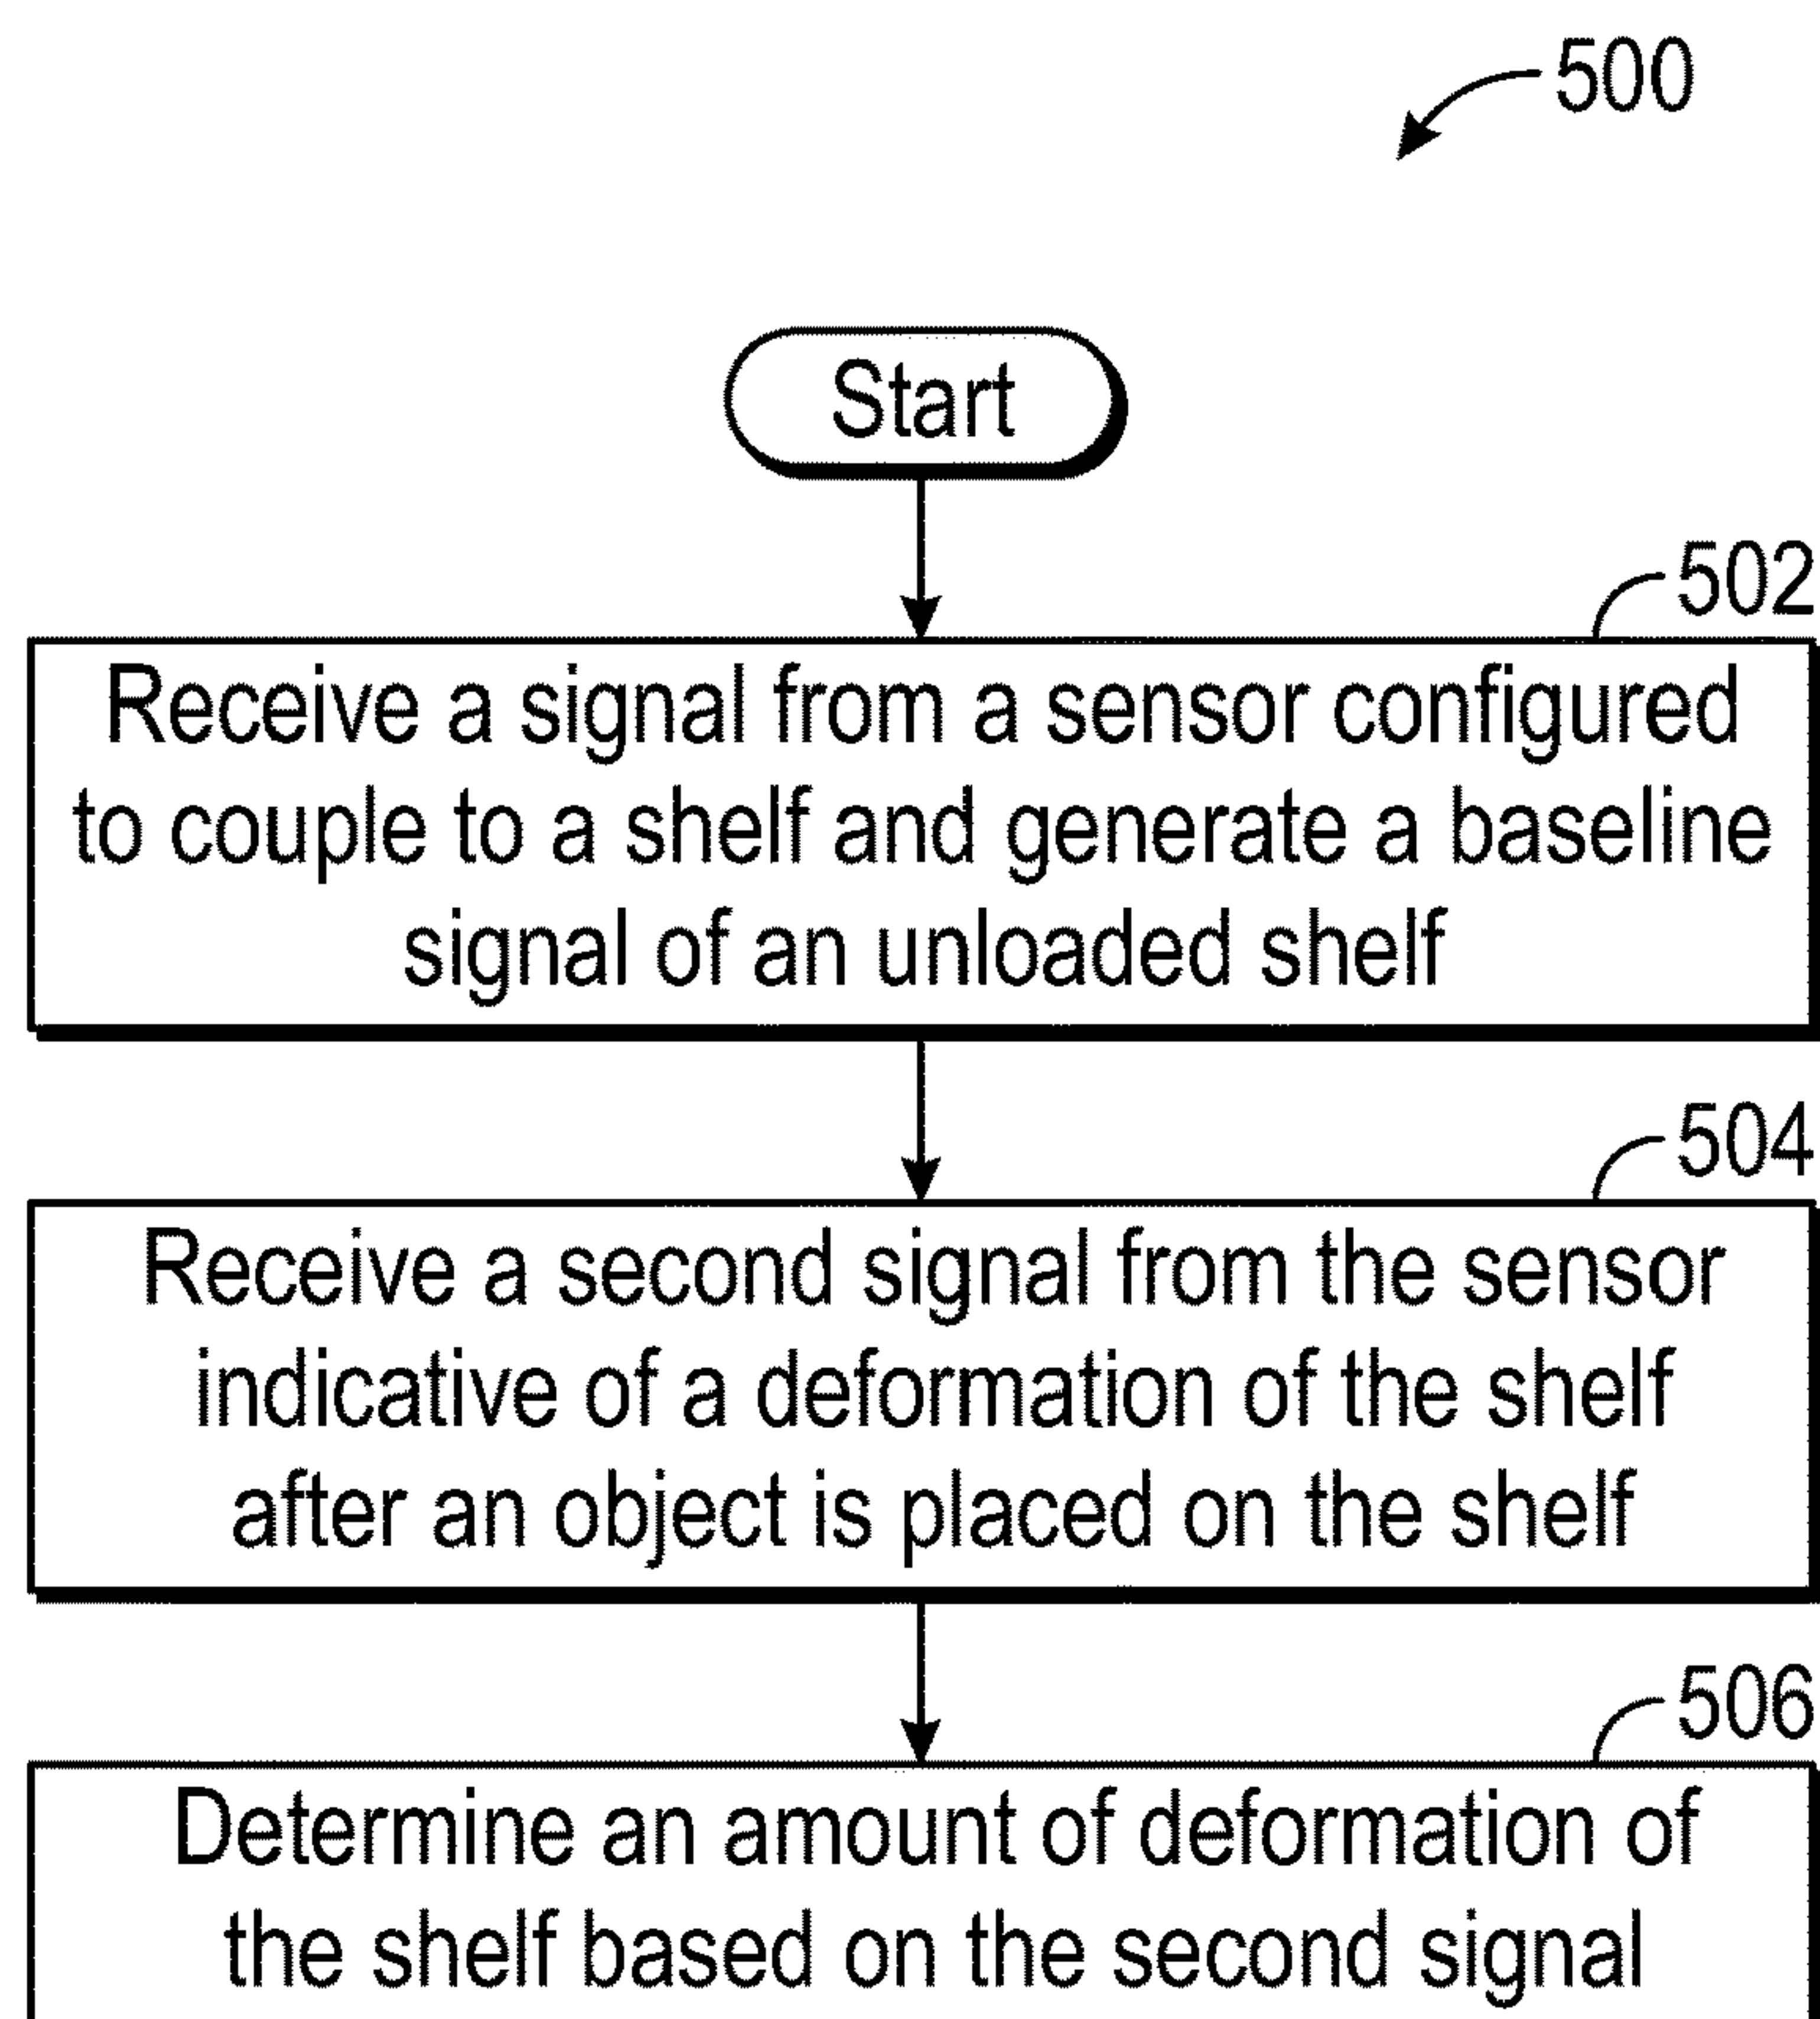 500
Start
502
Receive a signal from a sensor configured
to couple to a shelf and generate a baseline
signal of an unloaded shelf
504
Receive a second signal from the sensor
indicative of a deformation of the shelf
after an object is placed on the shelf
506
Determine an amount of deformation of
the shelf based on the second signal